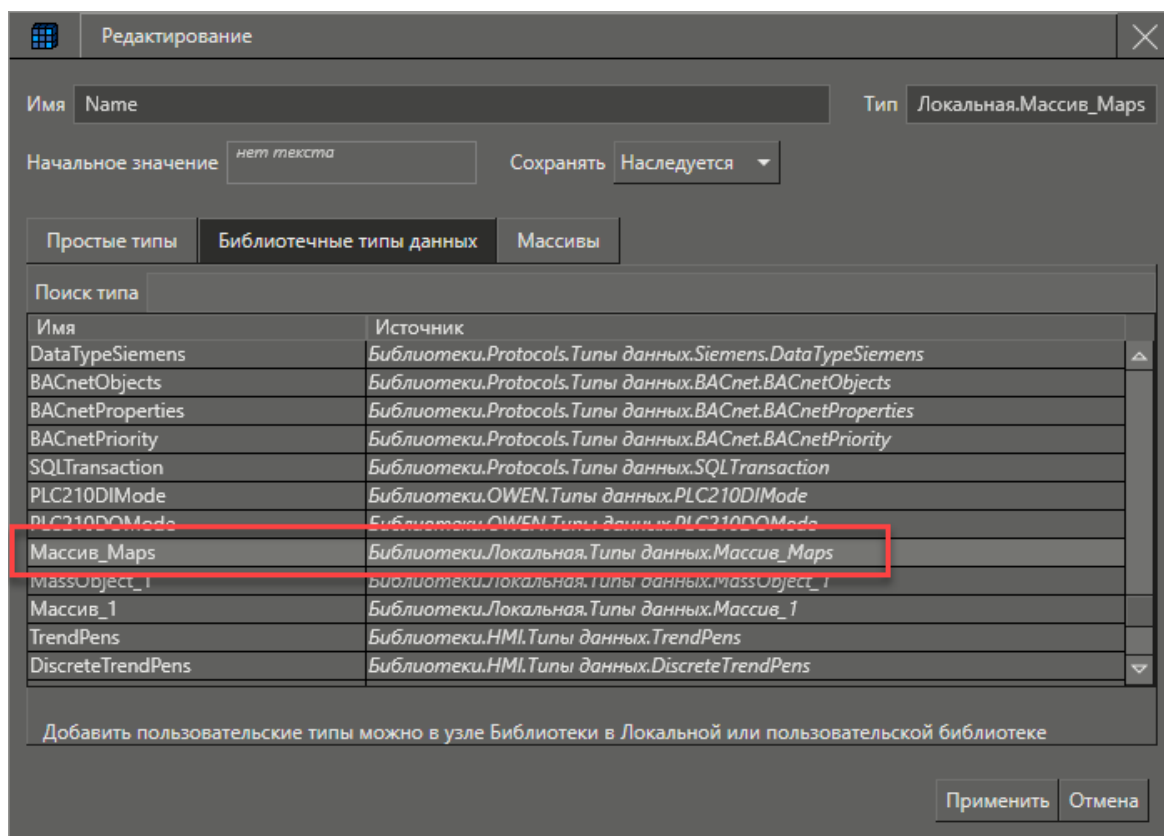 Редактирование
Имя Name Тип Локальная.Массив_Maps
Начальное значение нет текста Сохранять Наследуется
Простые типы Библиотечные типы данных Массивы
Поиск типа
Имя Источник
DataTypeSiemens Библиотеки.Protocols.Типы данных.Siemens.DataTypeSiemens
BACnetObjects Библиотеки.Protocols.Типы данных.BACnet.BACnetObjects
BACnetProperties Библиотеки.Protocols.Типы данных.BACnet.BACnetProperties
BACnetPriority Библиотеки.Protocols.Типы данных.BACnet.BACnetPriority
SQLTransaction Библиотеки.Protocols.Типы данных.SQLTransaction
PLC210DIMode Библиотеки.OWEN.Типы данных.PLC210DIMode
PLC210DOMode Библиотеки.OWEN.Типы данных.PLC210DOMode
Массив_Maps Библиотеки.Локальная.Типы данных.Массив_Maps
MassObject_1 Библиотеки.Локальная.Типы данных.MassObject_1
Массив_1 Библиотеки.Локальная.Типы данных.Массив_1
TrendPens Библиотеки.HMI.Типы данных.TrendPens
DiscreteTrendPens Библиотеки.HMI.Типы данных.DiscreteTrendPens
Добавить пользовательские типы можно в узле Библиотеки в Локальной или пользовательской библиотеке
Применить Отмена